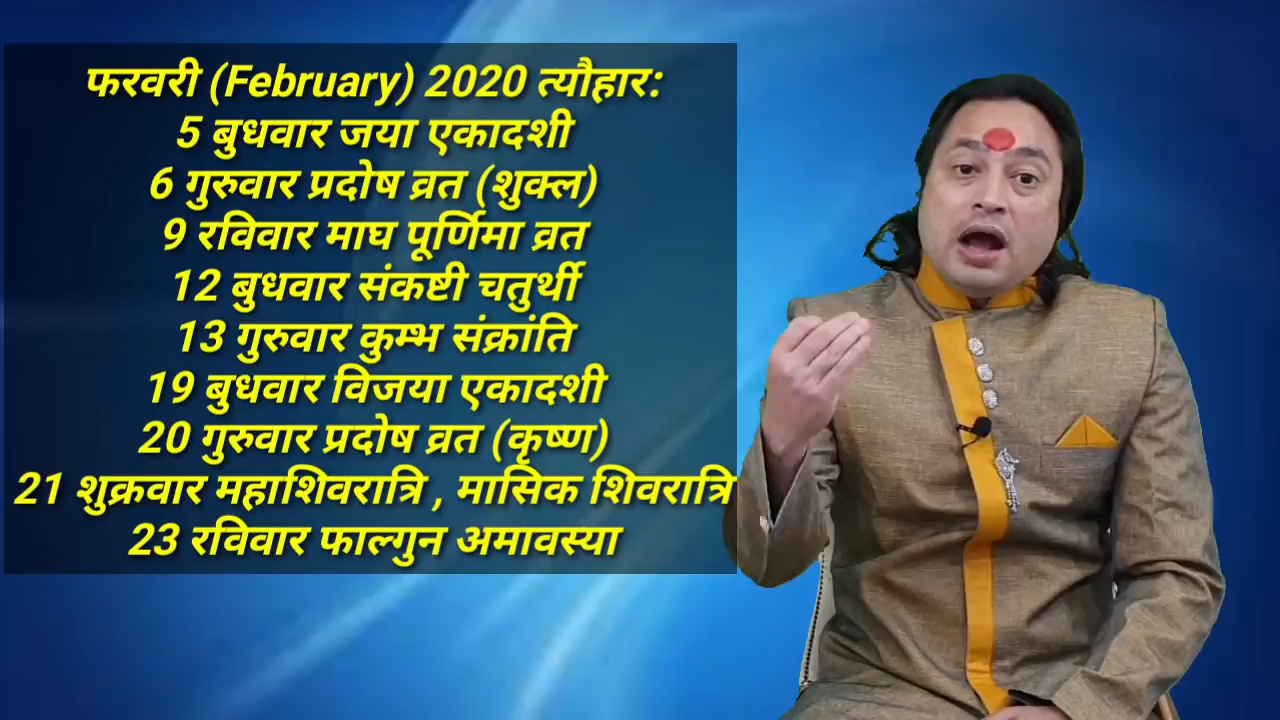 फरवरी (February) 2020 त्यौहार:
5 बुधवार जया एकादशी
6 गुरुवार प्रदोष व्रत (शुक्ल)
9 रविवार माघ पूर्णिमा व्रत
12 बुधवार संकष्टी चतुर्थी
13 गुरुवार कुम्भ संक्रांति
19 बुधवार विजया एकादशी
20 गुरुवार प्रदोष व्रत (कृष्ण)
21 शुक्रवार महाशिवरात्रि , मासिक शिवरात्रि
23 रविवार फाल्गुन अमावस्या